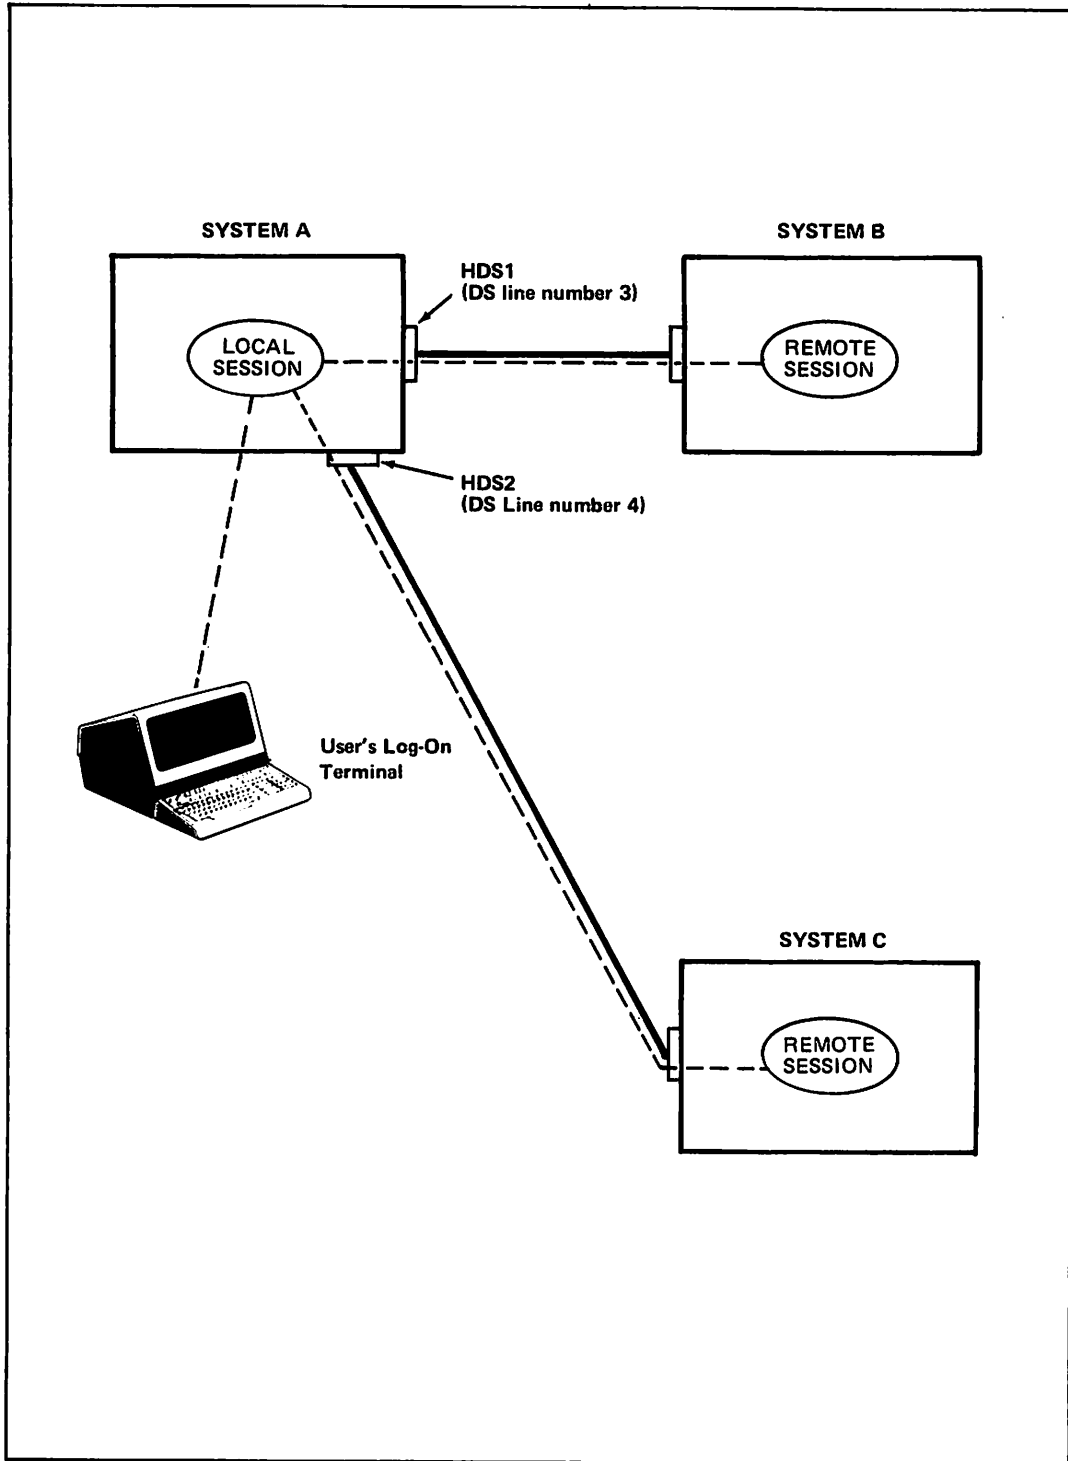 SYSTEM A
SYSTEM B
HDS1
(DS line number 3)
LOCAL
SESSION
REMOTE
SESSION
HDS2
(DS Line number 4)
User's Log-On
Terminal
SYSTEM C
REMOTE
SESSION